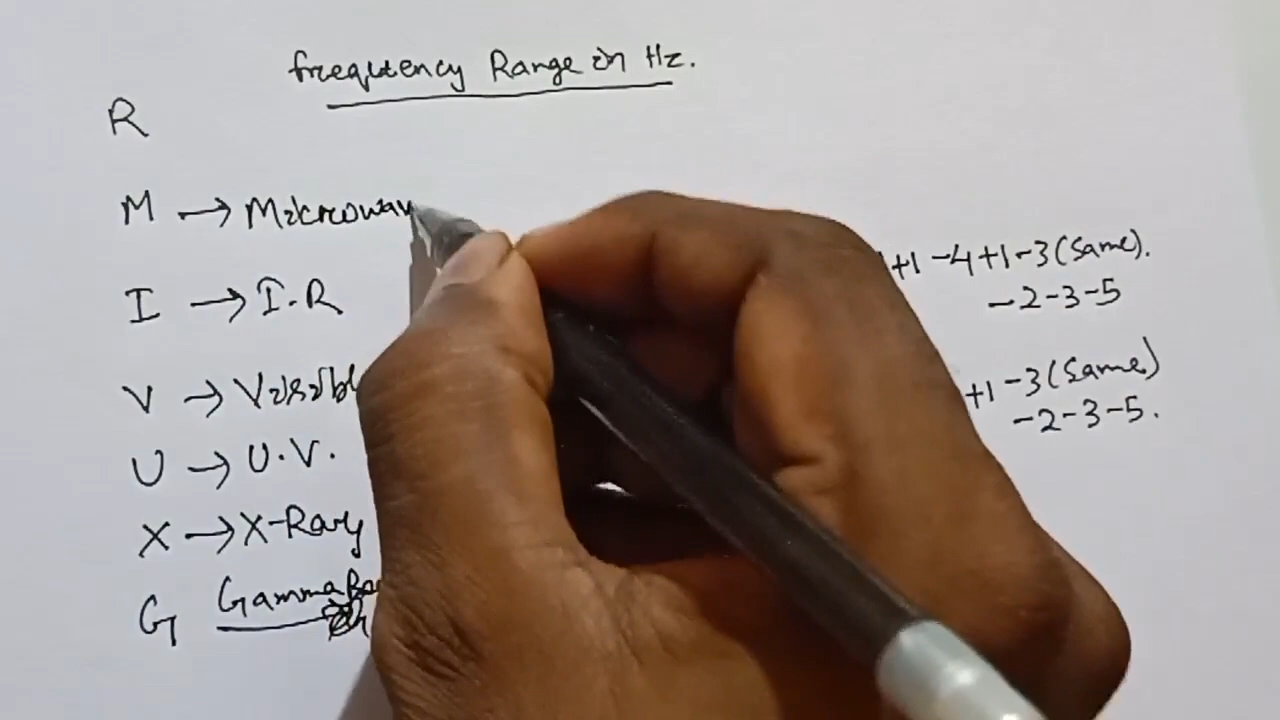 frequency Range in Hz.
R
M → Microwav
I → I.R
V → Visibl
U → U.V.
X → X-Ray
G Gamma
+1 -4 +1 -3 (Same).
-2-3-5
+1 -3 (Same)
-2-3-5.